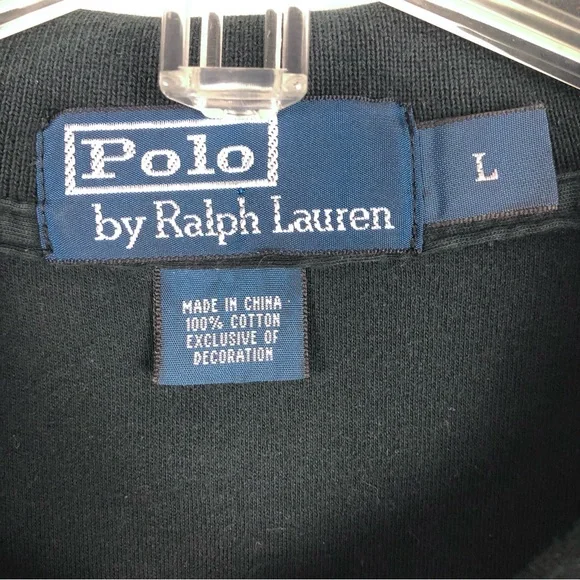 Polo
by Ralph Lauren
L
MADE IN CHINA
100% COTTON
EXCLUSIVE OF
DECORATION